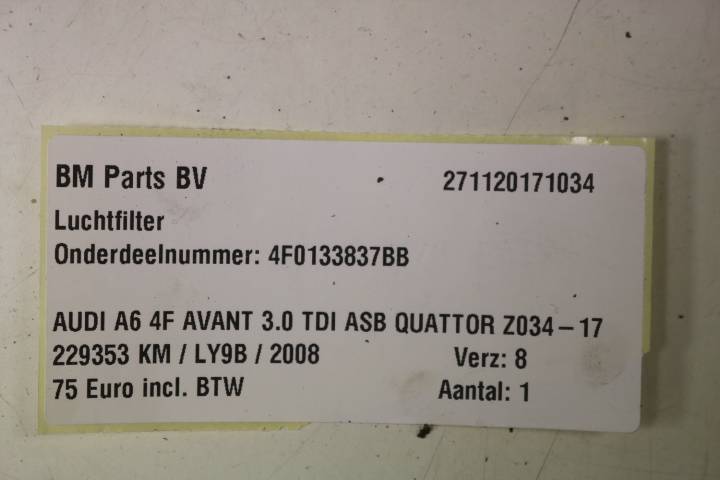 BM Parts BV 271120171034
Luchtfilter
Onderdeelnummer: 4F0133837BB
AUDI A6 4F AVANT 3.0 TDI ASB QUATTOR Z034-17
229353 KM / LY9B / 2008 Verz: 8
75 Euro incl. BTW Aantal: 1